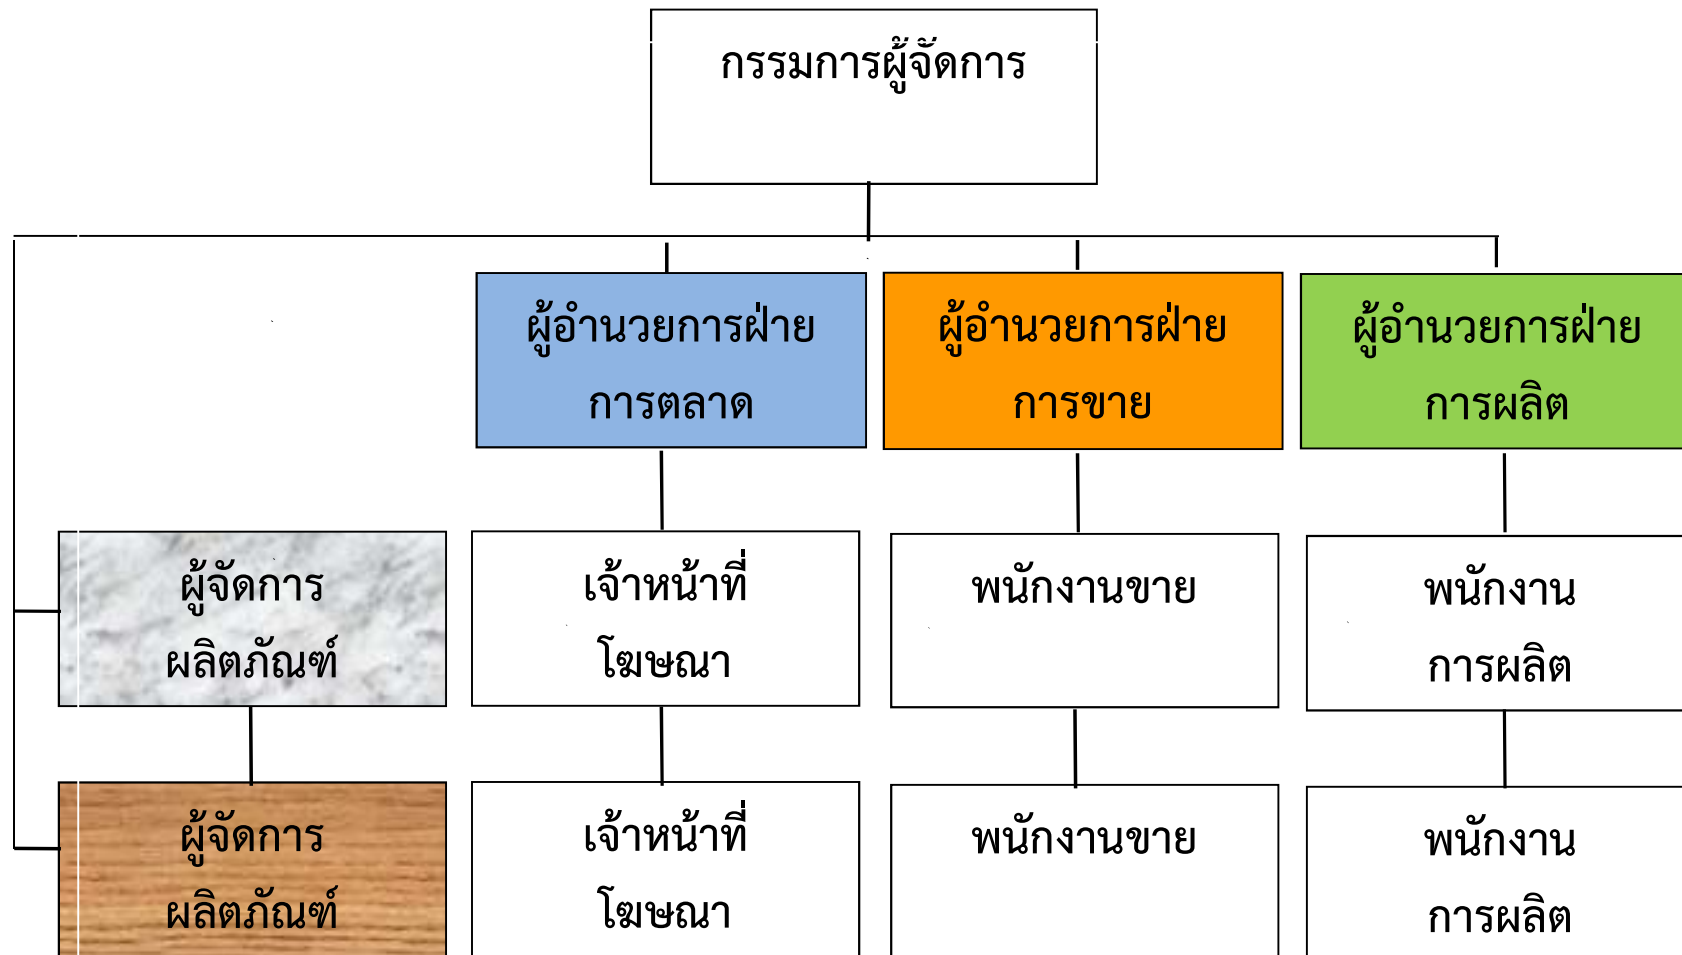 กรรมการผู้จัดการ
ผู้อำนวยการฝ่าย
การตลาด
ผู้อำนวยการฝ่าย
การขาย
ผู้อำนวยการฝ่าย
การผลิต
ผู้จัดการ
ผลิตภัณฑ์
เจ้าหน้าที่
โฆษณา
พนักงานขาย
พนักงาน
การผลิต
ผู้จัดการ
ผลิตภัณฑ์
เจ้าหน้าที่
โฆษณา
พนักงานขาย
พนักงาน
การผลิต